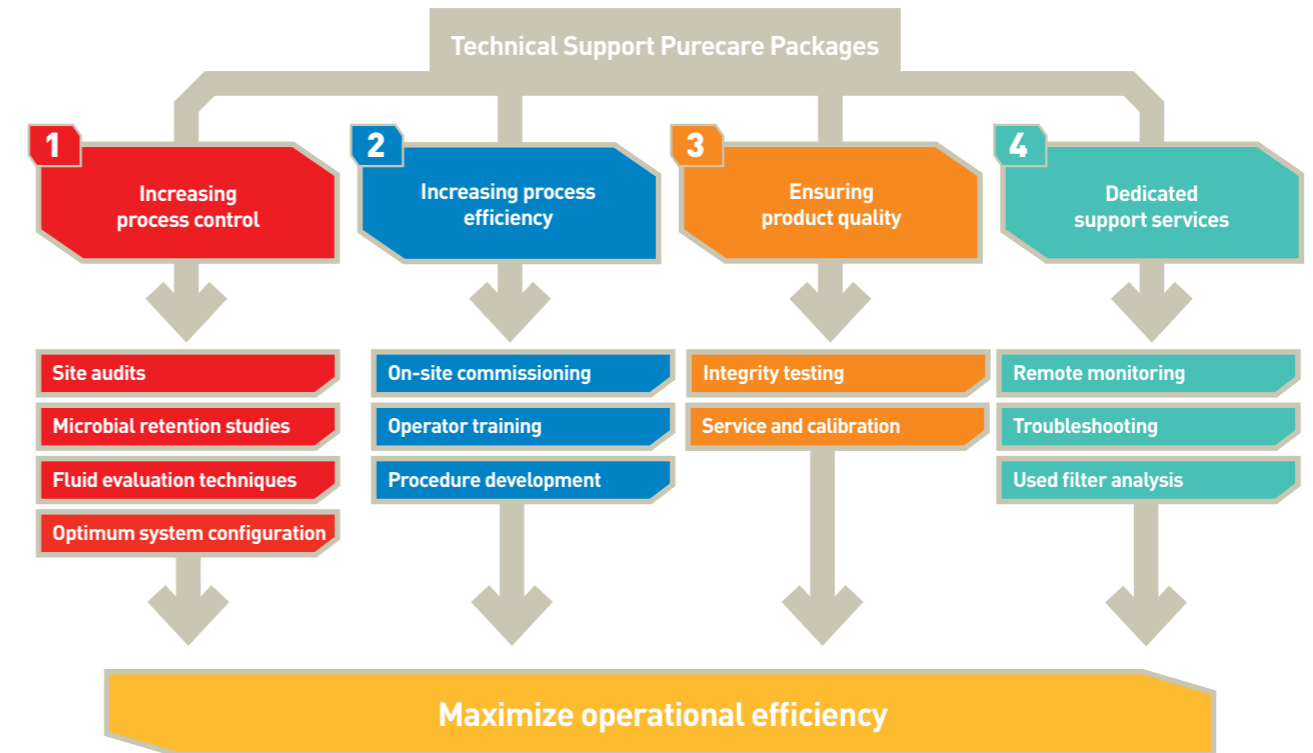 Technical Support Purecare Packages
1
Increasing
process control
Site audits
Microbial retention studies
Fluid evaluation techniques
Optimum system configuration
2
Increasing process
efficiency
On-site commissioning
Operator training
Procedure development
3
Ensuring
product quality
Integrity testing
Service and calibration
4
Dedicated
support services
Remote monitoring
Troubleshooting
Used filter analysis
Maximize operational efficiency